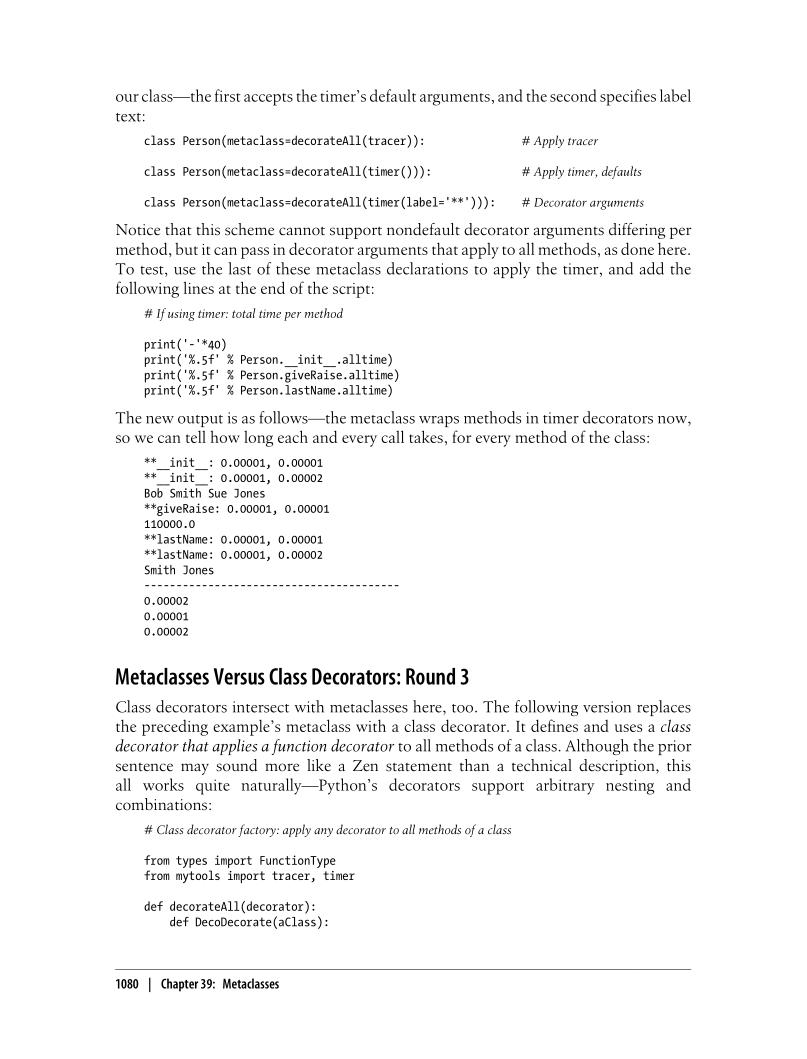 our class—the first accepts the timer's default arguments, and the second specifies label
text:
class Person(metaclass=decorateAll(tracer)): # Apply tracer
class Person(metaclass=decorateAll(timer())): # Apply timer, defaults
class Person(metaclass=decorateAll(timer(label='**'))): # Decorator arguments
Notice that this scheme cannot support nondefault decorator arguments differing per
method, but it can pass in decorator arguments that apply to all methods, as done here.
To test, use the last of these metaclass declarations to apply the timer, and add the
following lines at the end of the script:
# If using timer: total time per method
print('-'*40)
print('%.5f' % Person.__init__.alltime)
print('%.5f' % Person.giveRaise.alltime)
print('%.5f' % Person.lastName.alltime)
The new output is as follows—the metaclass wraps methods in timer decorators now,
so we can tell how long each and every call takes, for every method of the class:
**__init__: 0.00001, 0.00001
**__init__: 0.00001, 0.00002
Bob Smith Sue Jones
**giveRaise: 0.00001, 0.00001
110000.0
**lastName: 0.00001, 0.00001
**lastName: 0.00001, 0.00002
Smith Jones
----------------------------------------
0.00002
0.00001
0.00002
Metaclasses Versus Class Decorators: Round 3
Class decorators intersect with metaclasses here, too. The following version replaces
the preceding example's metaclass with a class decorator. It defines and uses a class
decorator that applies a function decorator to all methods of a class. Although the prior
sentence may sound more like a Zen statement than a technical description, this
all works quite naturally—Python's decorators support arbitrary nesting and
combinations:
# Class decorator factory: apply any decorator to all methods of a class
from types import FunctionType
from mytools import tracer, timer
def decorateAll(decorator):
    def DecoDecorate(aClass):
1080 | Chapter 39: Metaclasses